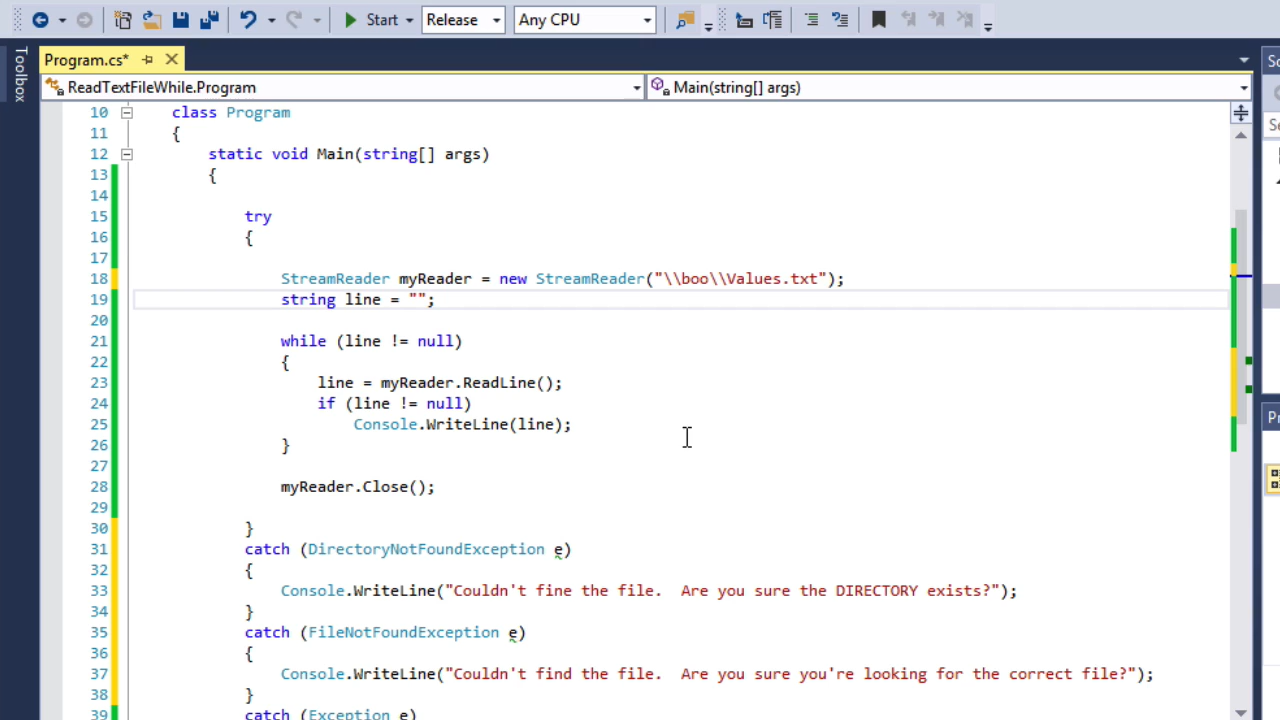 Start Release Any CPU
Toolbox
Program.cs*
ReadTextFileWhile.Program Main(string[] args)
10 class Program
11 {
12 static void Main(string[] args)
13 {
14
15 try
16 {
17
18 StreamReader myReader = new StreamReader("\\boo\\Values.txt");
19 string line = "";
20
21 while (line != null)
22 {
23 line = myReader.ReadLine();
24 if (line != null)
25 Console.WriteLine(line);
26 }
27
28 myReader.Close();
29
30 }
31 catch (DirectoryNotFoundException e)
32 {
33 Console.WriteLine("Couldn't fine the file.  Are you sure the DIRECTORY exists?");
34 }
35 catch (FileNotFoundException e)
36 {
37 Console.WriteLine("Couldn't find the file.  Are you sure you're looking for the correct file?");
38 }
39 catch (Exception e)